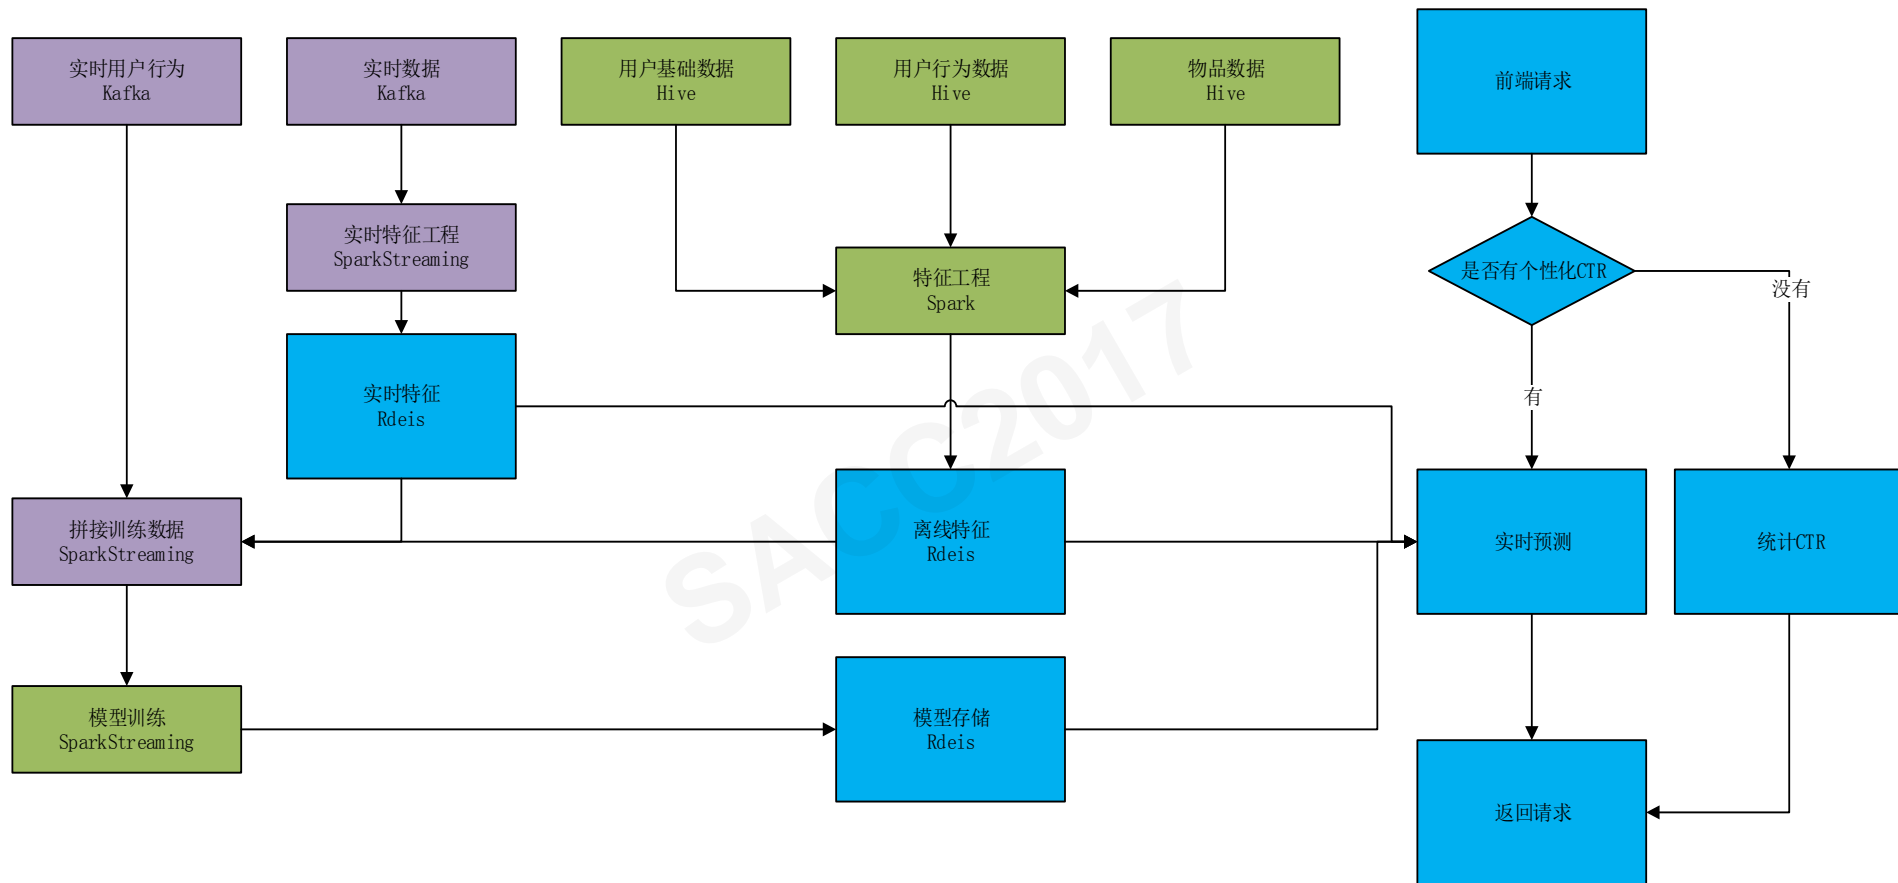 实时用户行为
Kafka
实时数据
Kafka
用户基础数据
Hive
用户行为数据
Hive
物品数据
Hive
前端请求
实时特征工程
SparkStreaming
特征工程
Spark
是否有个性化CTR
没有
有
实时特征
Rdeis
拼接训练数据
SparkStreaming
离线特征
Rdeis
实时预测
统计CTR
模型训练
SparkStreaming
模型存储
Rdeis
返回请求
SACC2017